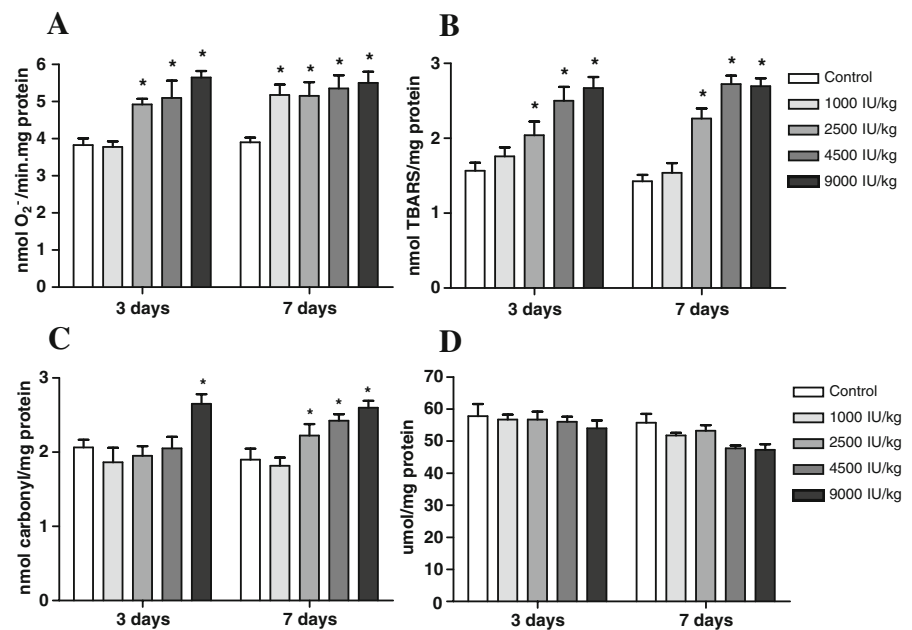 A
nmol O₂⁻/min.mg protein
6
5
4
3
2
1
0
* * * * * * *
3 days 7 days
B
nmol TBARS/mg protein
3
2
1
0
* * * * * *
3 days 7 days
Control
1000 IU/kg
2500 IU/kg
4500 IU/kg
9000 IU/kg
C
nmol carbonyl/mg protein
3
2
1
0
* * * *
3 days 7 days
D
umol/mg protein
70
60
50
40
30
20
10
0
3 days 7 days
Control
1000 IU/kg
2500 IU/kg
4500 IU/kg
9000 IU/kg